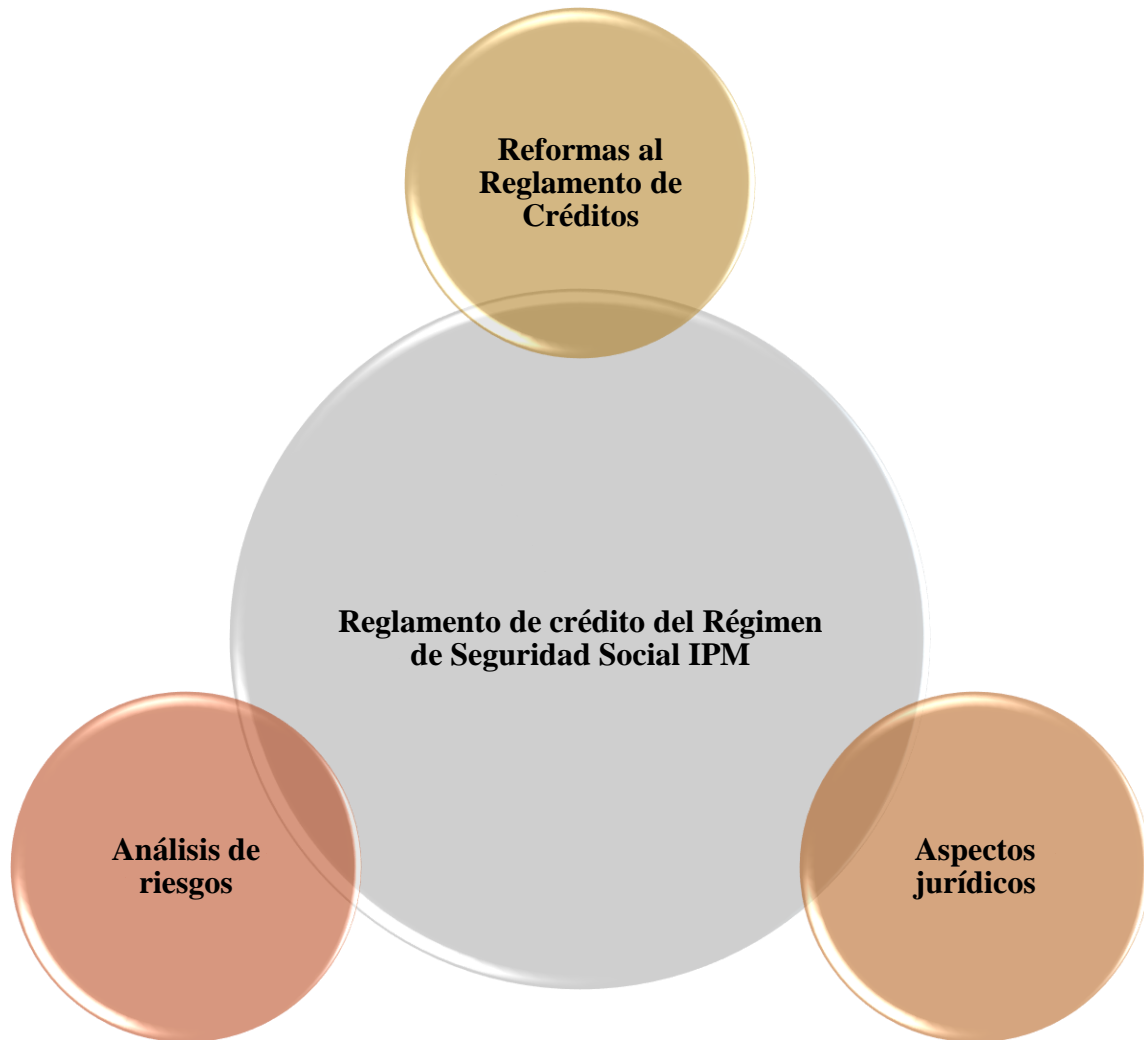 Reformas al
Reglamento de
Créditos
Reglamento de crédito del Régimen
de Seguridad Social IPM
Análisis de
riesgos
Aspectos
jurídicos